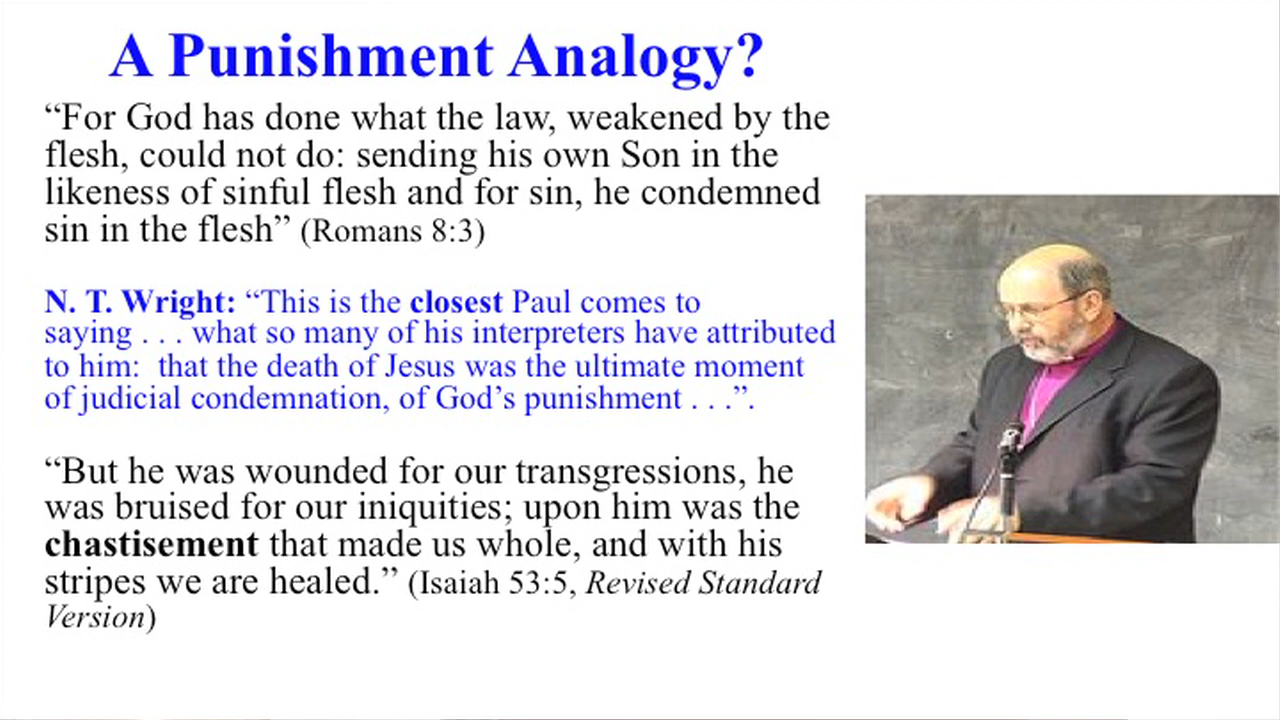 A Punishment Analogy?
“For God has done what the law, weakened by the
flesh, could not do: sending his own Son in the
likeness of sinful flesh and for sin, he condemned
sin in the flesh” (Romans 8:3)
N. T. Wright: “This is the closest Paul comes to
saying . . . what so many of his interpreters have attributed
to him:  that the death of Jesus was the ultimate moment
of judicial condemnation, of God’s punishment . . .”.
“But he was wounded for our transgressions, he
was bruised for our iniquities; upon him was the
chastisement that made us whole, and with his
stripes we are healed.” (Isaiah 53:5, Revised Standard
Version)